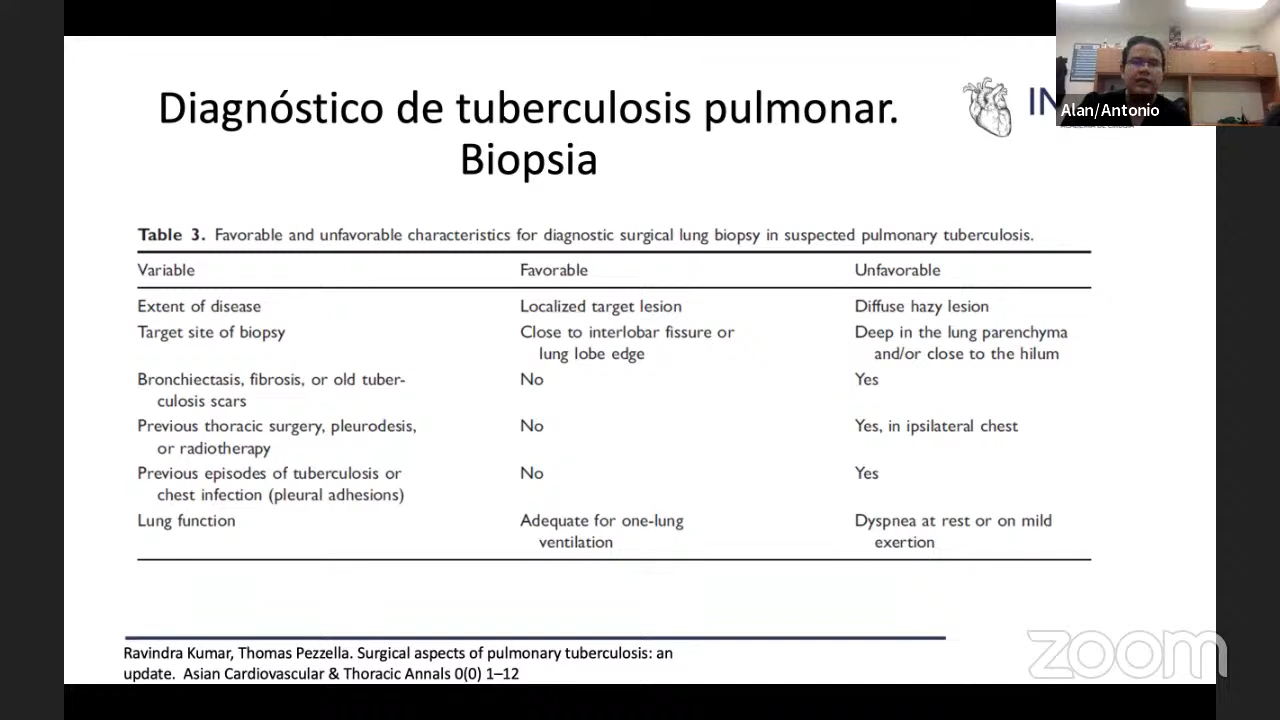 Diagnóstico de tuberculosis pulmonar.
Biopsia
Alan/Antonio
Table 3. Favorable and unfavorable characteristics for diagnostic surgical lung biopsy in suspected pulmonary tuberculosis.
Variable Favorable Unfavorable
Extent of disease Localized target lesion Diffuse hazy lesion
Target site of biopsy Close to interlobar fissure or Deep in the lung parenchyma
lung lobe edge and/or close to the hilum
Bronchiectasis, fibrosis, or old tuber- No Yes
culosis scars
Previous thoracic surgery, pleurodesis, No Yes, in ipsilateral chest
or radiotherapy
Previous episodes of tuberculosis or No Yes
chest infection (pleural adhesions)
Lung function Adequate for one-lung Dyspnea at rest or on mild
ventilation exertion
Ravindra Kumar, Thomas Pezzella. Surgical aspects of pulmonary tuberculosis: an
update. Asian Cardiovascular & Thoracic Annals 0(0) 1–12
zoom